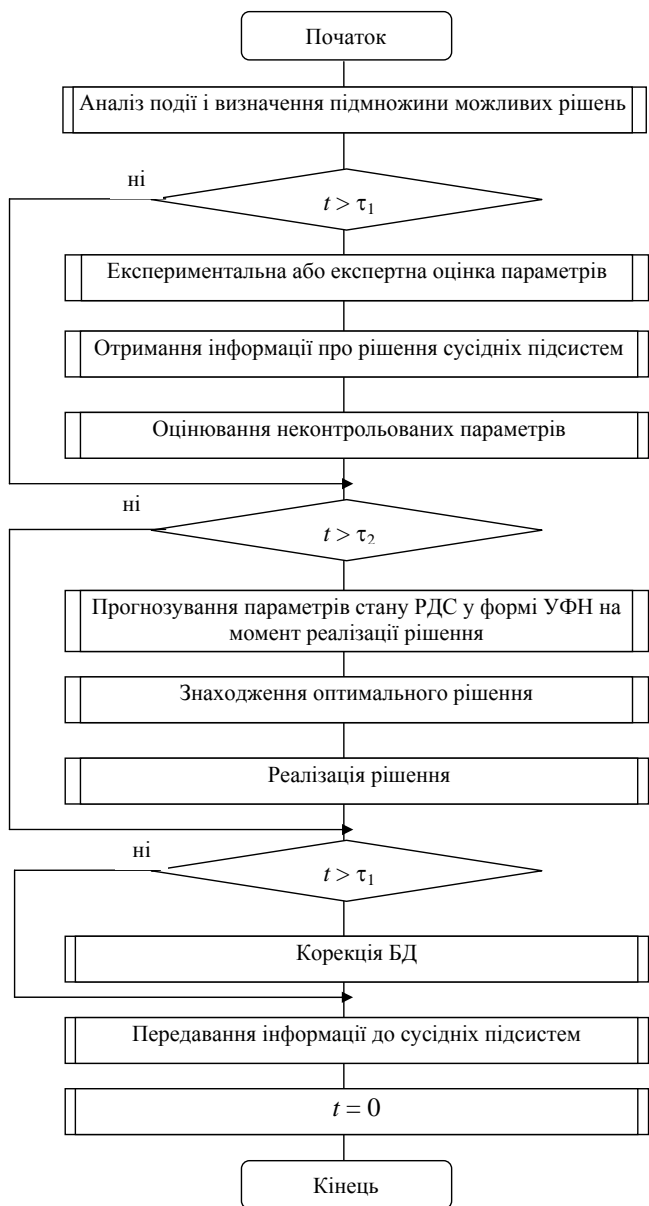 Початок
Аналіз події і визначення підмножини можливих рішень
ні
t > τ₁
Експериментальна або експертна оцінка параметрів
Отримання інформації про рішення сусідніх підсистем
Оцінювання неконтрольованих параметрів
ні
t > τ₂
Прогнозування параметрів стану РДС у формі УФН на
момент реалізації рішення
Знаходження оптимального рішення
Реалізація рішення
ні
t > τ₁
Корекція БД
Передавання інформації до сусідніх підсистем
t = 0
Кінець